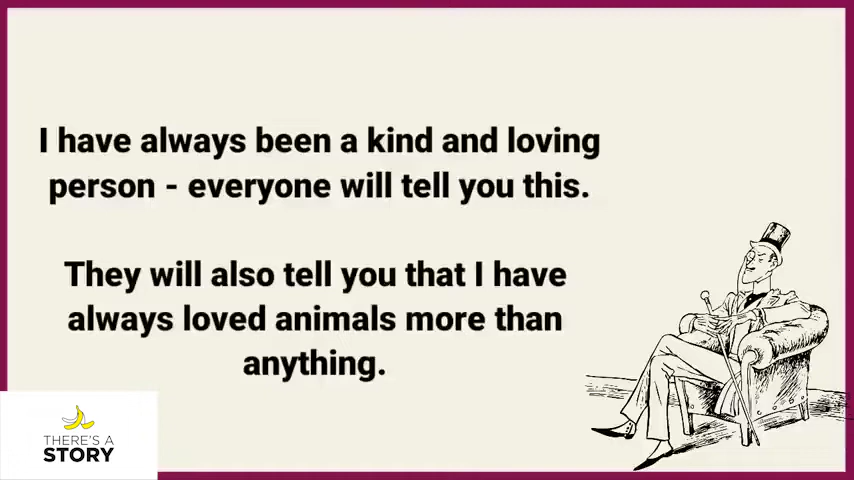 I have always been a kind and loving
person - everyone will tell you this.
They will also tell you that I have
always loved animals more than
anything.
THERE'S A
STORY